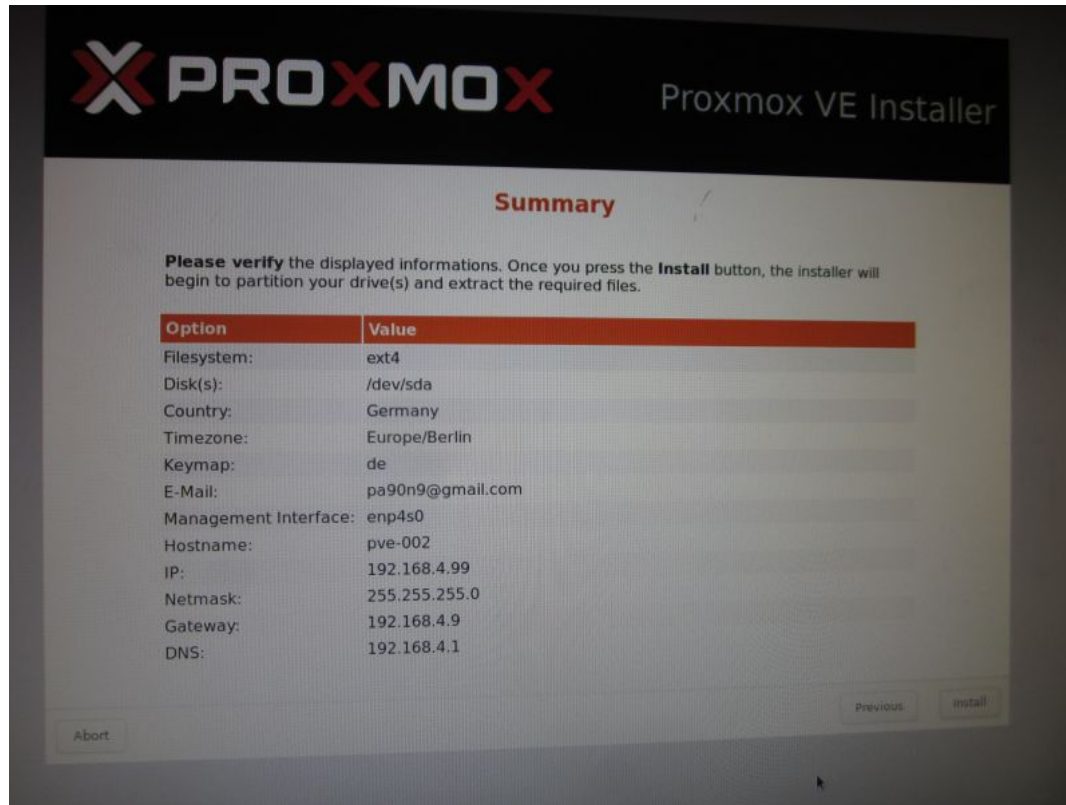 PROXMOX
Proxmox VE Installer
Summary
Please verify the displayed informations. Once you press the Install button, the installer will
begin to partition your drive(s) and extract the required files.
Option Value
Filesystem: ext4
Disk(s): /dev/sda
Country: Germany
Timezone: Europe/Berlin
Keymap: de
E-Mail: pa90n9@gmail.com
Management Interface: enp4s0
Hostname: pve-002
IP: 192.168.4.99
Netmask: 255.255.255.0
Gateway: 192.168.4.9
DNS: 192.168.4.1
Abort Previous Install